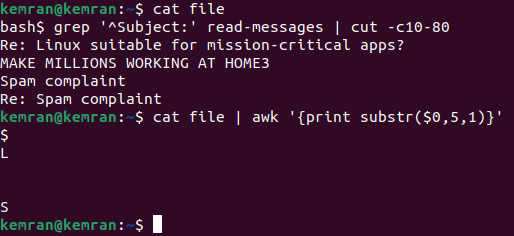 kemran@kemran:~$ cat file
bash$ grep '^Subject:' read-messages | cut -c10-80
Re: Linux suitable for mission-critical apps?
MAKE MILLIONS WORKING AT HOME3
Spam complaint
Re: Spam complaint
kemran@kemran:~$ cat file | awk '{print substr($0,5,1)}'
$
L
S
kemran@kemran:~$